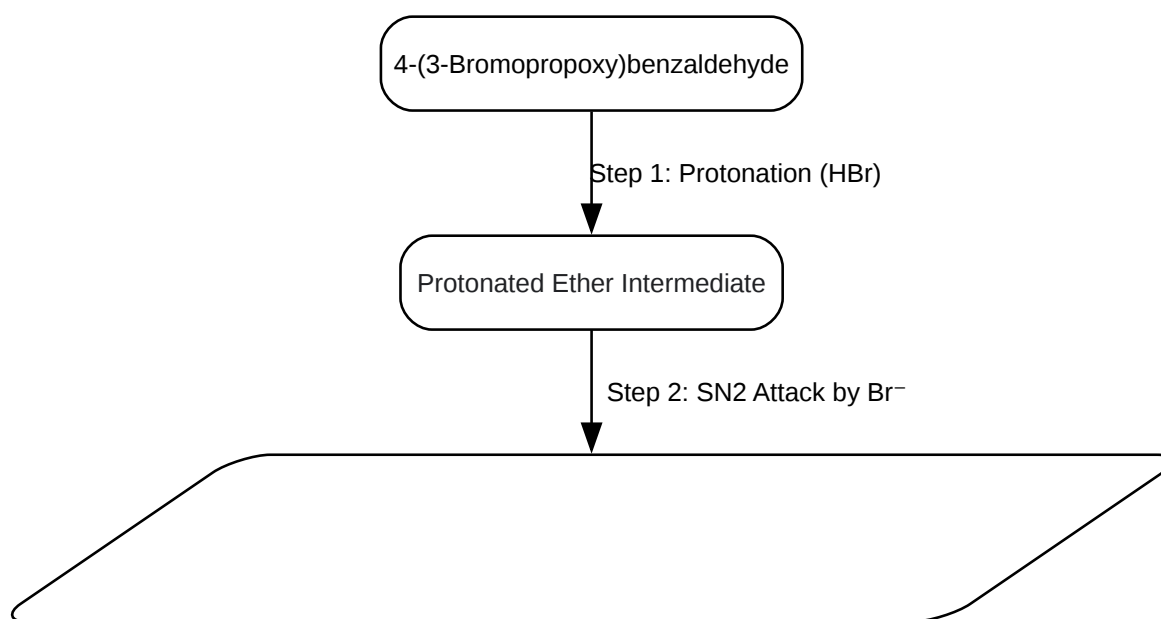 4-(3-Bromopropoxy)benzaldehyde
Step 1: Protonation (HBr)
Protonated Ether Intermediate
Step 2: SN2 Attack by Br⁻